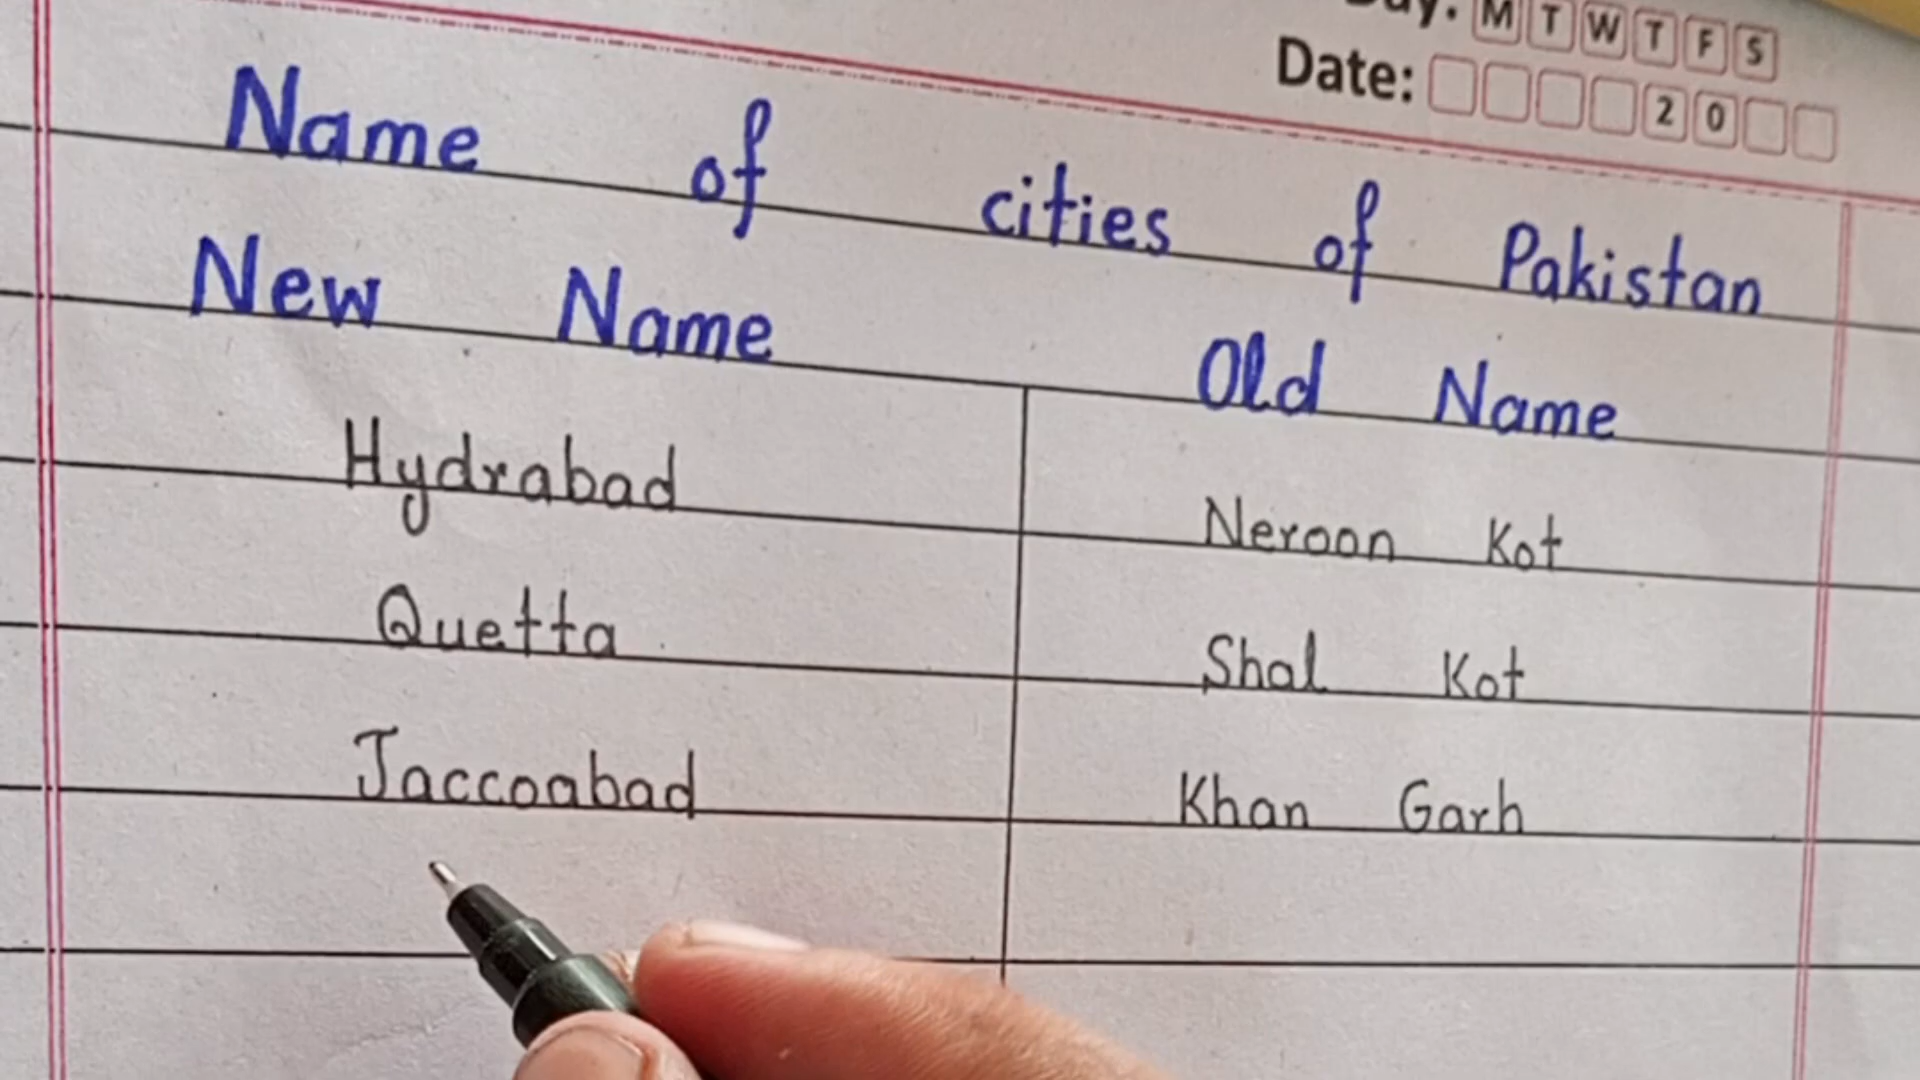 Day: M T W T F S
Date: 2 0
Name of cities of Pakistan
New Name Old Name
Hydrabad Neroon Kot
Quetta Shal Kot
Jaccoabad Khan Garh